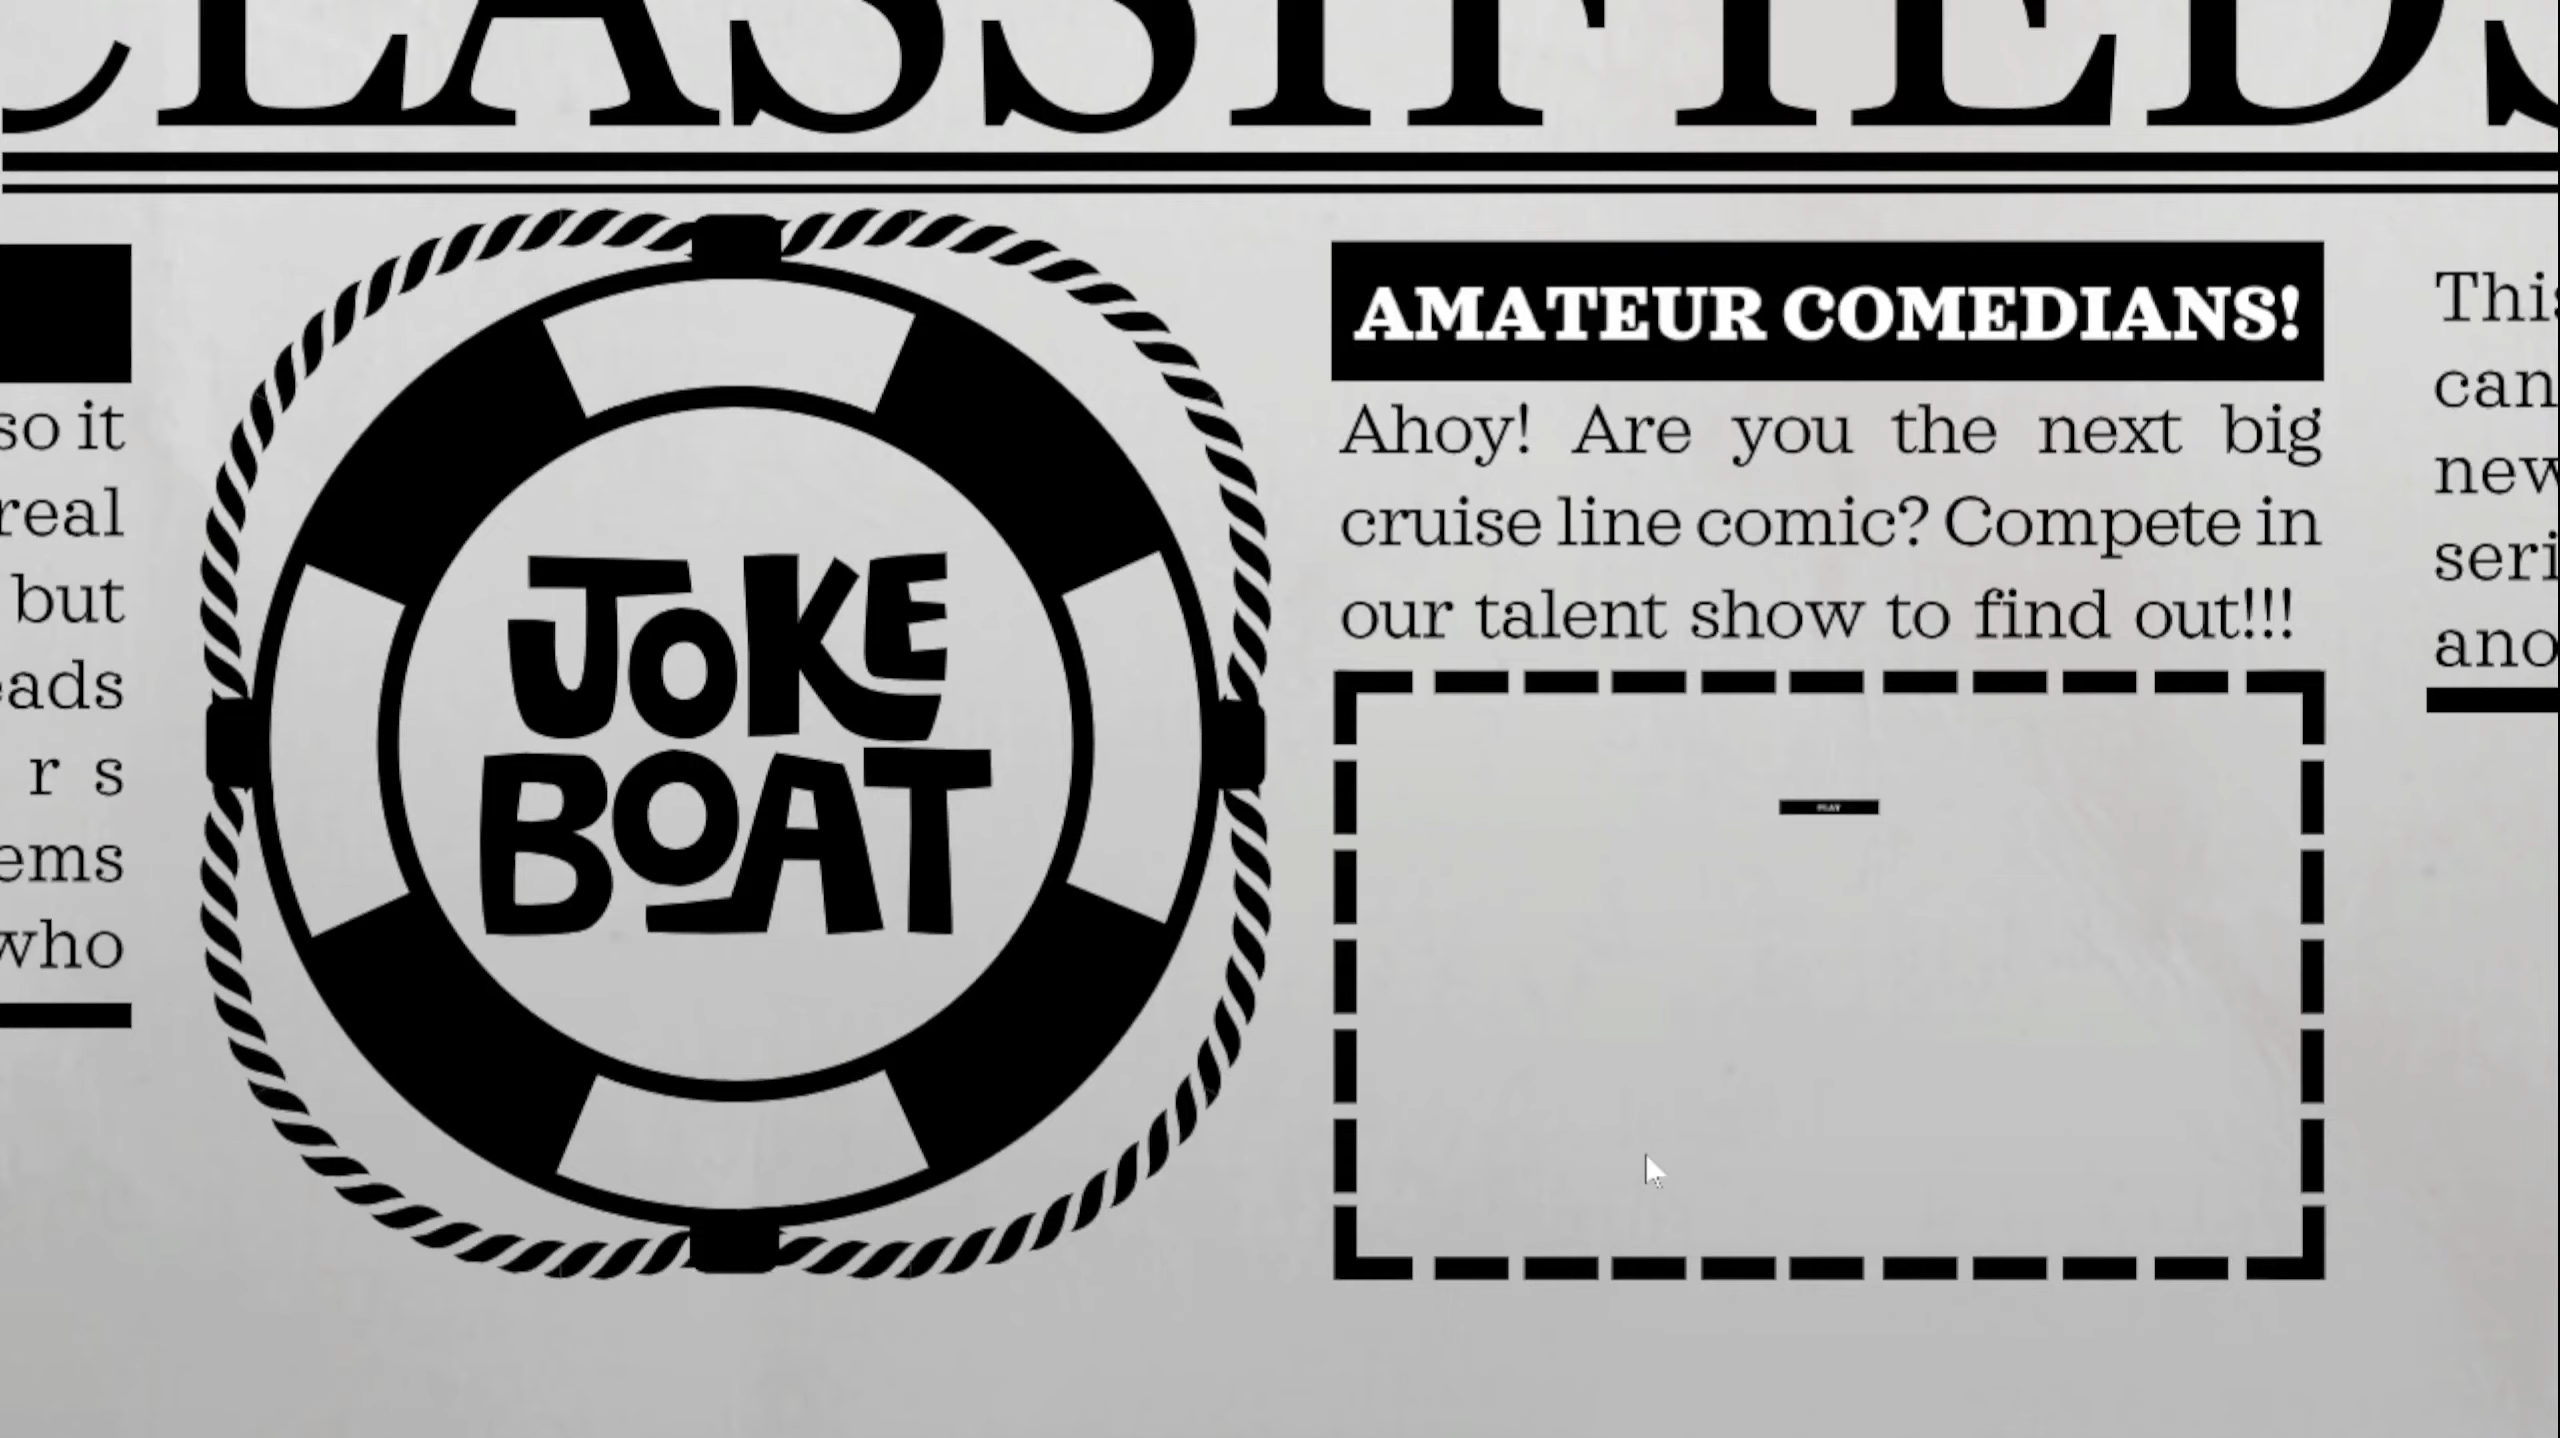 CLASSIFIEDS
so it
real
but
eads
r s
ems
who
JOKE
BOAT
AMATEUR COMEDIANS!
Ahoy! Are you the next big
cruise line comic? Compete in
our talent show to find out!!!
PLAY
This
can
new
seri
ano